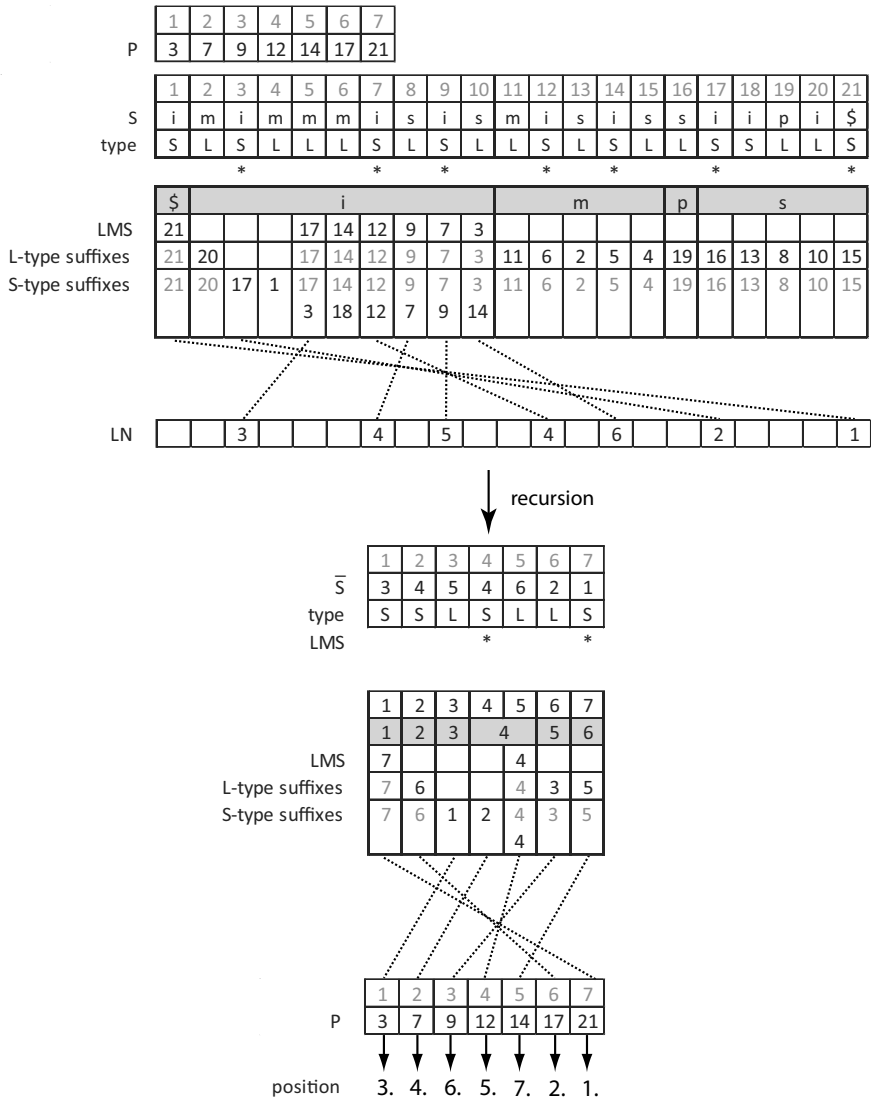 1 2 3 4 5 6 7
P 3 7 9 12 14 17 21
1 2 3 4 5 6 7 8 9 10 11 12 13 14 15 16 17 18 19 20 21
S i m i m m m i s i s m i s i s s i i p i $
type S L S L L L S L S L L S L S L L S S L L S
* * * * * * *
$ i m p s
LMS 21 17 14 12 9 7 3
L-type suffixes 21 20 17 14 12 9 7 3 11 6 2 5 4 19 16 13 8 10 15
S-type suffixes 21 20 17 1 17 14 12 9 7 3 11 6 2 5 4 19 16 13 8 10 15
3 18 12 7 9 14
LN 3 4 5 4 6 2 1
recursion
1 2 3 4 5 6 7
S̅ 3 4 5 4 6 2 1
type S S L S L L S
LMS * *
1 2 3 4 5 6 7
1 2 3 4 5 6
LMS 7 4
L-type suffixes 7 6 4 3 5
S-type suffixes 7 6 1 2 4 3 5
4
1 2 3 4 5 6 7
P 3 7 9 12 14 17 21
position 3. 4. 6. 5. 7. 2. 1.